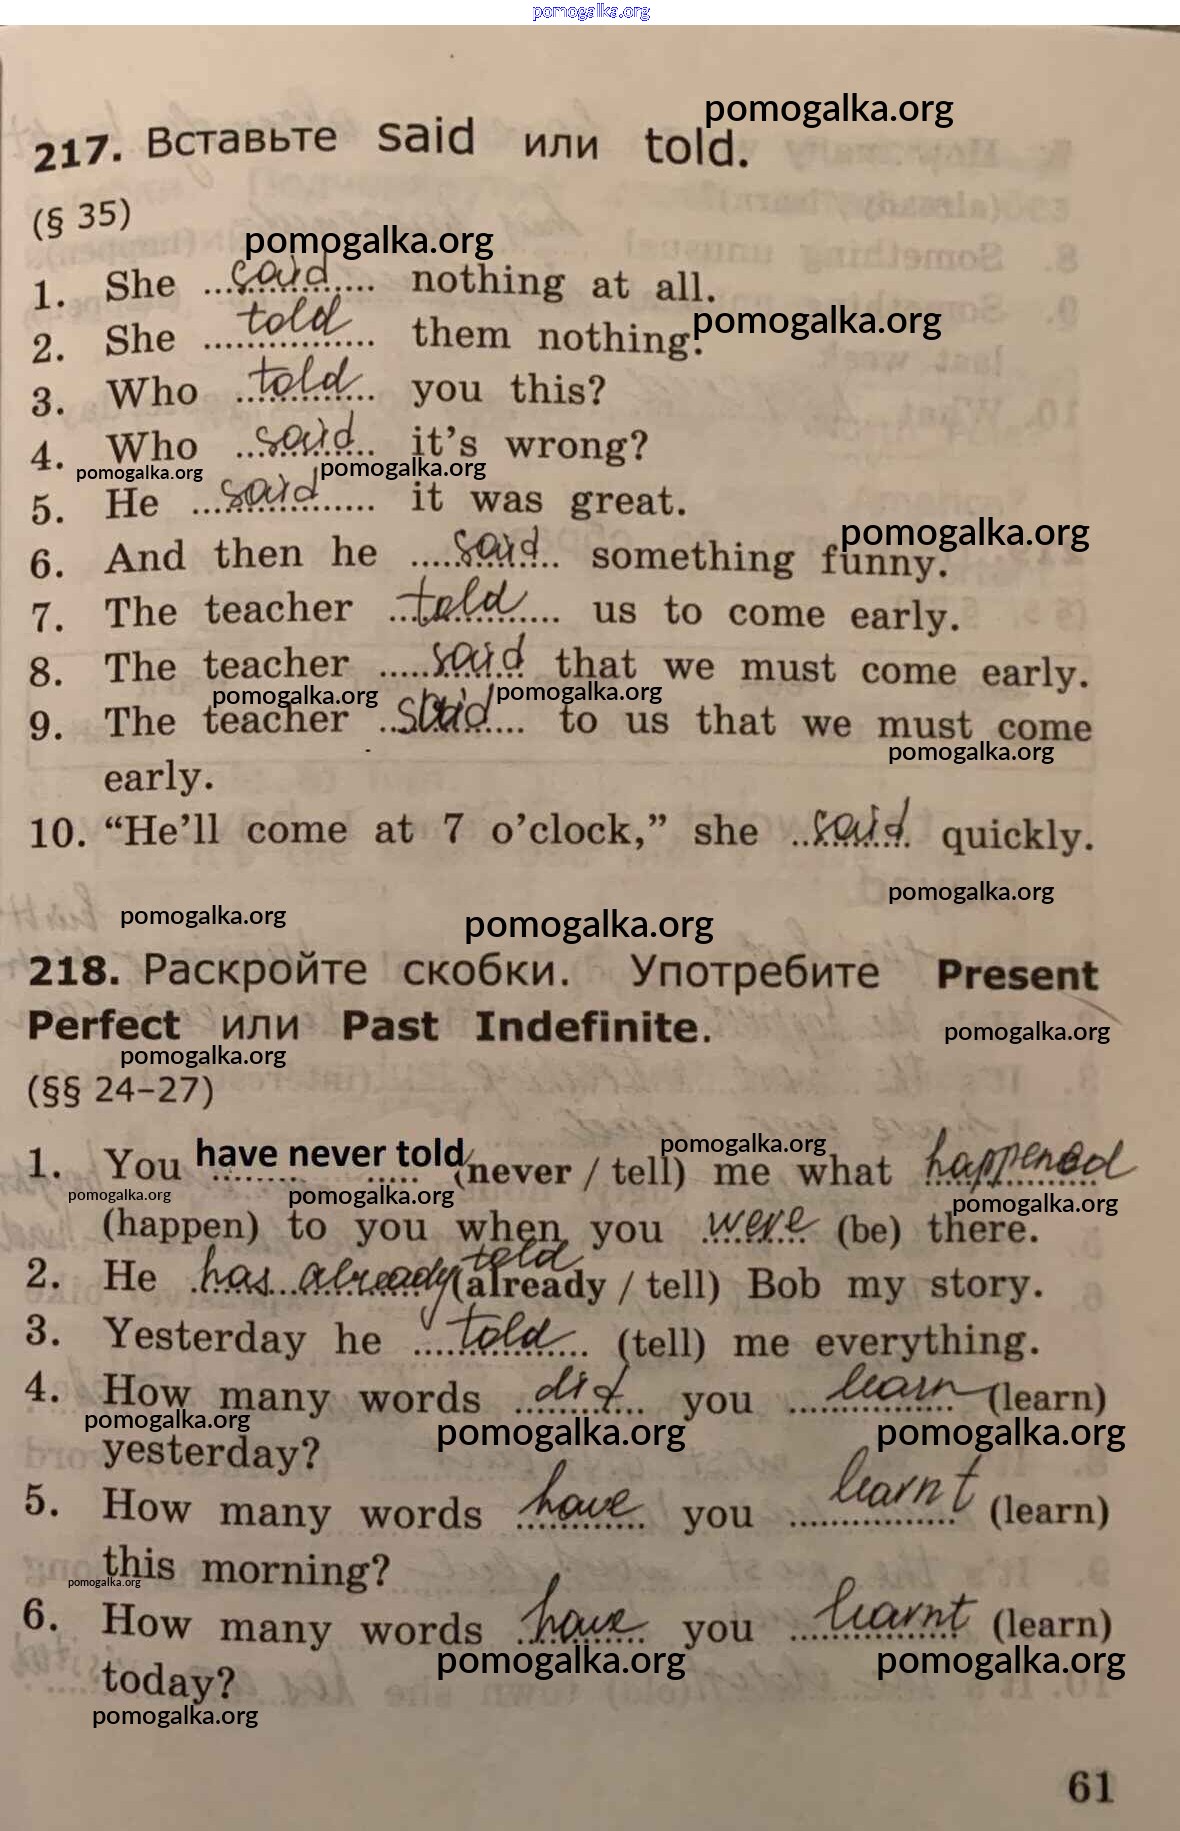 pomogalka.org
pomogalka.org
217. Вставьте said или told.
(§ 35)
pomogalka.org
1. She said nothing at all.
2. She told them nothing.
pomogalka.org
3. Who told you this?
4. Who said it's wrong?
pomogalka.org pomogalka.org
5. He said it was great.
pomogalka.org
6. And then he said something funny.
7. The teacher told us to come early.
8. The teacher said that we must come early.
pomogalka.org pomogalka.org
9. The teacher said to us that we must come
pomogalka.org
early.
10. “He'll come at 7 o'clock,” she said quickly.
pomogalka.org
pomogalka.org pomogalka.org
218. Раскройте скобки. Употребите Present
Perfect или Past Indefinite.
pomogalka.org
pomogalka.org
(§§ 24–27)
pomogalka.org
1. You have never told (never / tell) me what happened
pomogalka.org pomogalka.org pomogalka.org
(happen) to you when you were (be) there.
2. He has already told (already / tell) Bob my story.
3. Yesterday he told (tell) me everything.
4. How many words did you learn (learn)
pomogalka.org pomogalka.org pomogalka.org
yesterday?
5. How many words have you learnt (learn)
this morning?
pomogalka.org
6. How many words have you learnt (learn)
pomogalka.org pomogalka.org
today?
pomogalka.org
61